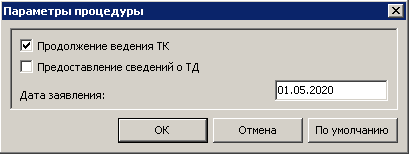 Параметры процедуры
Продолжение ведения ТК
Предоставление сведений о ТД
Дата заявления: 01.05.2020
OK Отмена По умолчанию